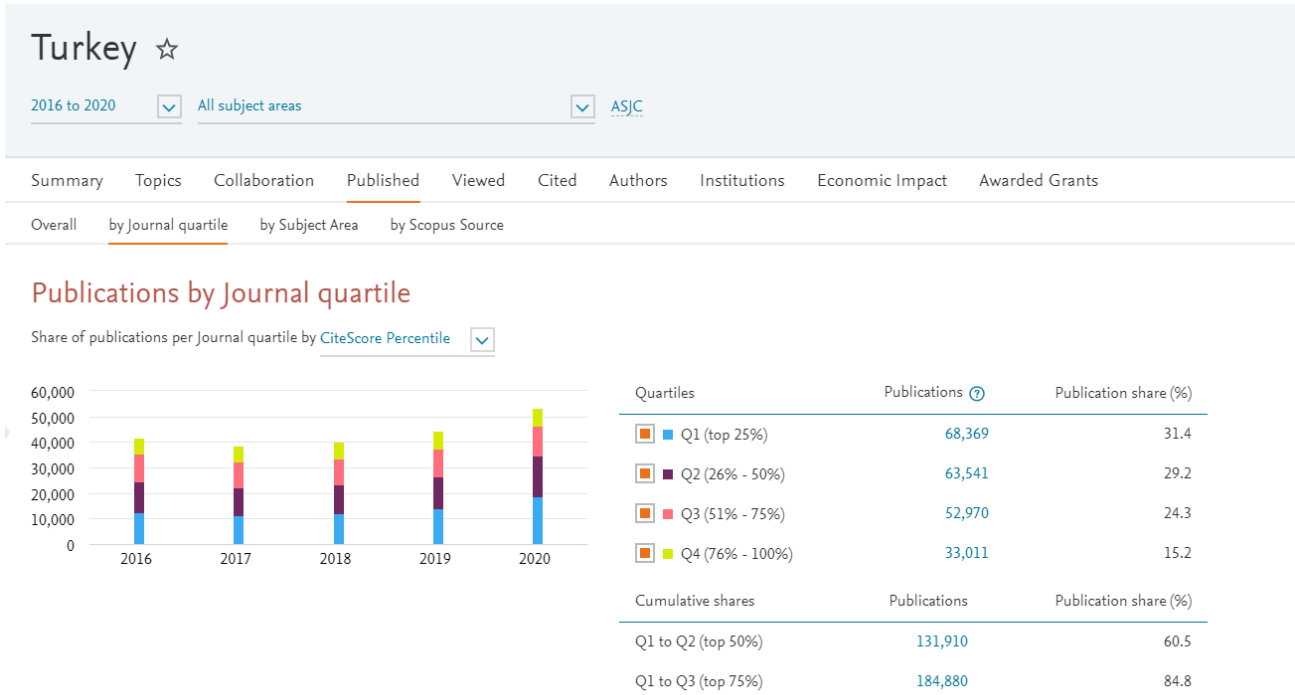 Turkey
2016 to 2020 All subject areas ASJC
Summary Topics Collaboration Published Viewed Cited Authors Institutions Economic Impact Awarded Grants
Overall by Journal quartile by Subject Area by Scopus Source
Publications by Journal quartile
Share of publications per Journal quartile by CiteScore Percentile
60,000
50,000
40,000
30,000
20,000
10,000
0
2016 2017 2018 2019 2020
Quartiles Publications ? Publication share (%)
Q1 (top 25%) 68,369 31.4
Q2 (26% - 50%) 63,541 29.2
Q3 (51% - 75%) 52,970 24.3
Q4 (76% - 100%) 33,011 15.2
Cumulative shares Publications Publication share (%)
Q1 to Q2 (top 50%) 131,910 60.5
Q1 to Q3 (top 75%) 184,880 84.8